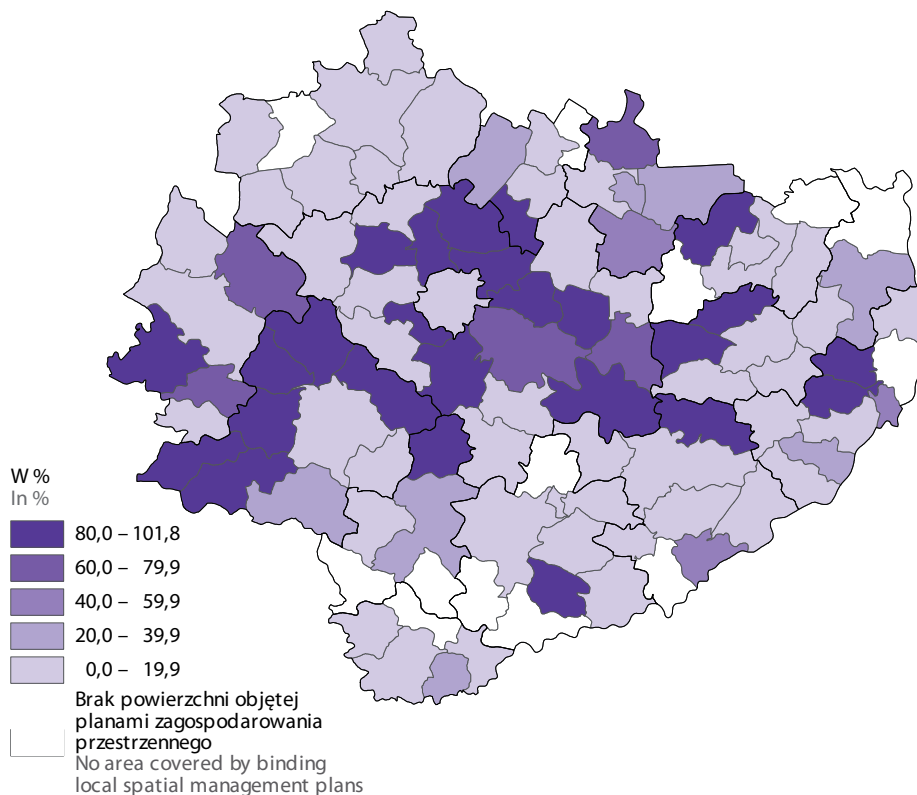 W %
In %
80,0 – 101,8
60,0 – 79,9
40,0 – 59,9
20,0 – 39,9
0,0 – 19,9
Brak powierzchni objętej
planami zagospodarowania
przestrzennego
No area covered by binding
local spatial management plans